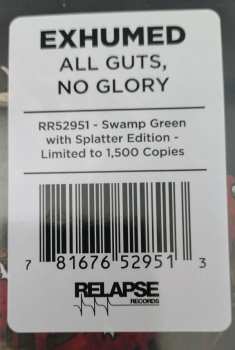 EXHUMED
ALL GUTS,
NO GLORY
RR52951 - Swamp Green
with Splatter Edition -
Limited to 1,500 Copies
7 81676 52951 3
RELAPSE
RECORDS